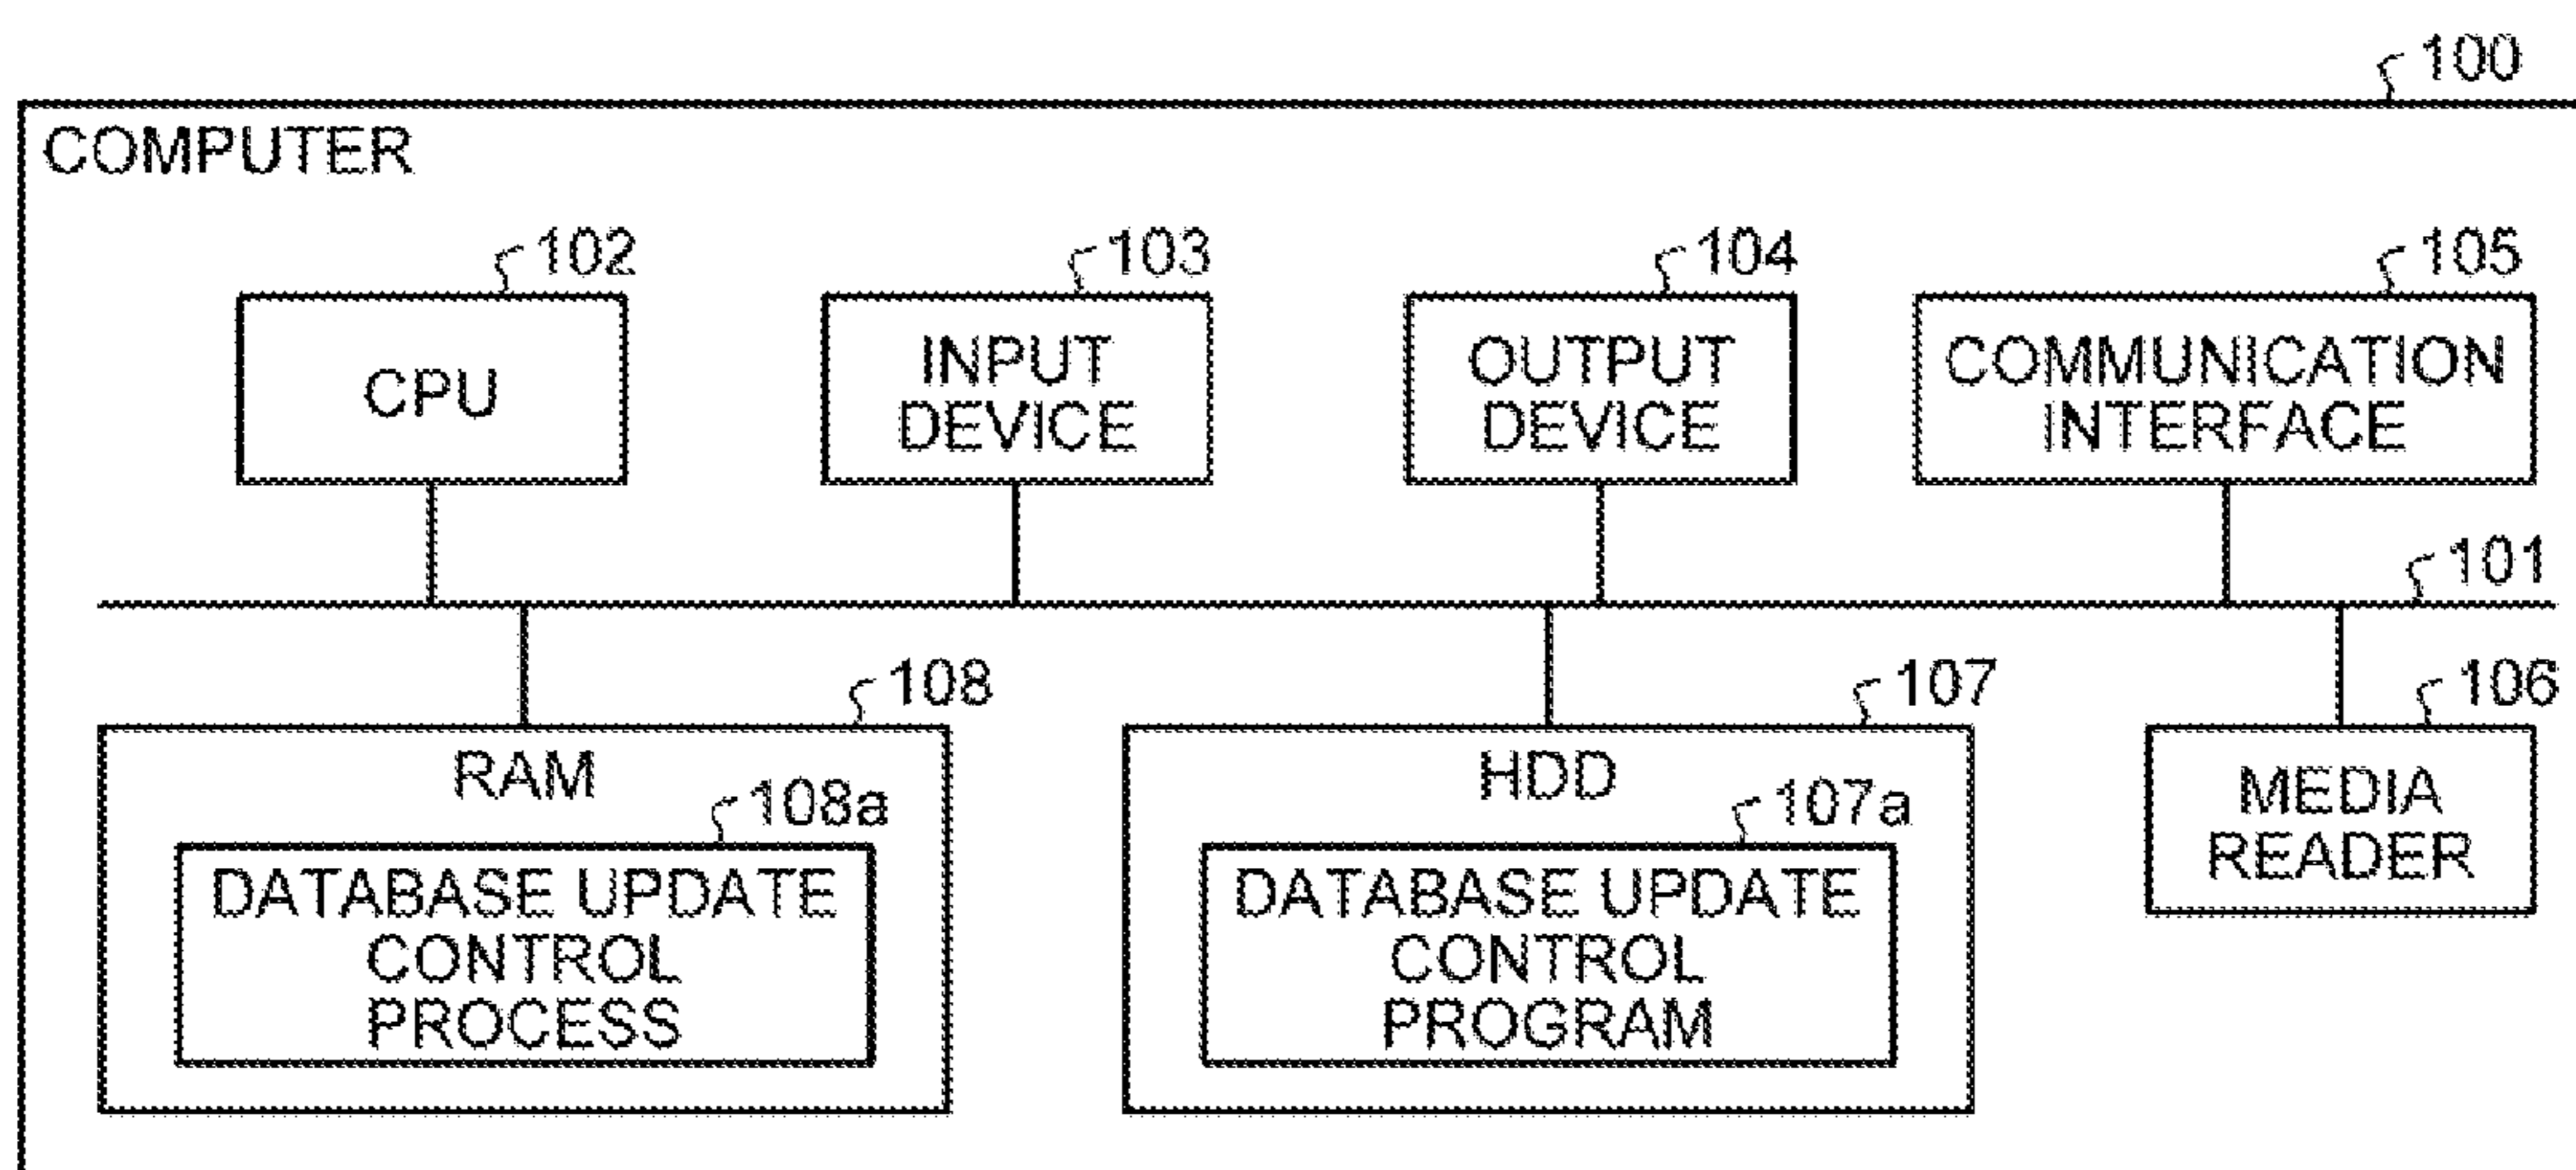 100
COMPUTER
102
103
104
105
CPU
INPUT
DEVICE
OUTPUT
DEVICE
COMMUNICATION
INTERFACE
101
108
107
106
RAM
108a
DATABASE UPDATE
CONTROL
PROCESS
HDD
107a
DATABASE UPDATE
CONTROL
PROGRAM
MEDIA
READER